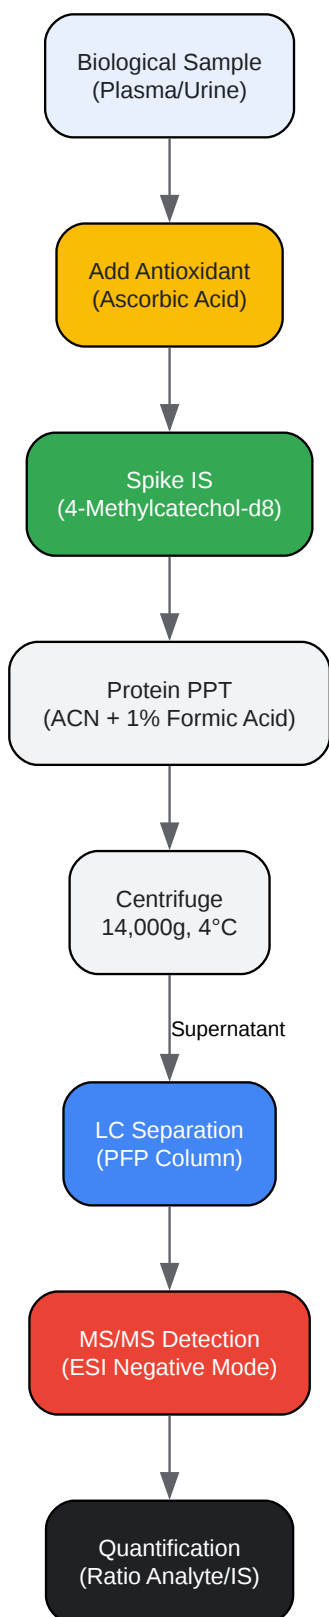 Biological Sample
(Plasma/Urine)
Add Antioxidant
(Ascorbic Acid)
Spike IS
(4-Methylcatechol-d8)
Protein PPT
(ACN + 1% Formic Acid)
Centrifuge
14,000g, 4°C
Supernatant
LC Separation
(PFP Column)
MS/MS Detection
(ESI Negative Mode)
Quantification
(Ratio Analyte/IS)